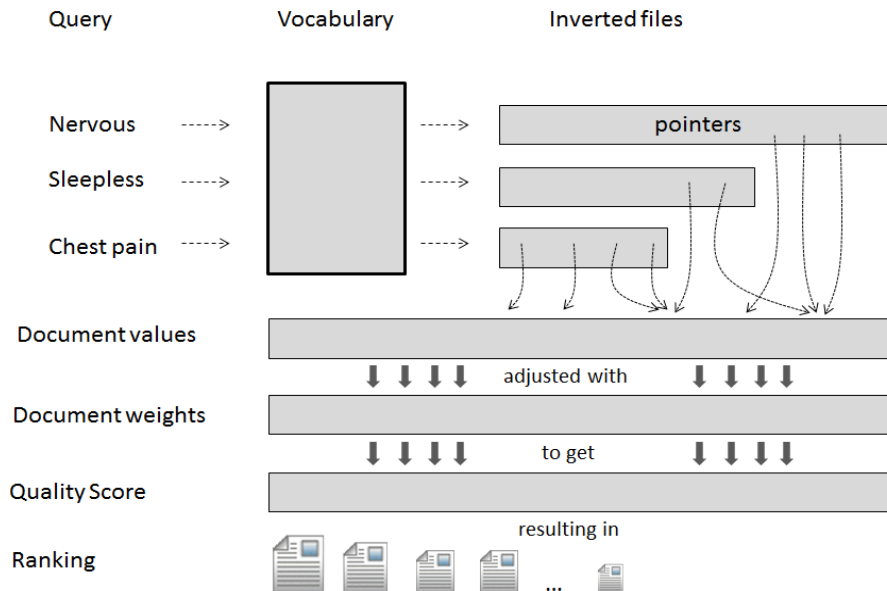 Query
Vocabulary
Inverted files
Nervous
pointers
Sleepless
Chest pain
Document values
adjusted with
Document weights
to get
Quality Score
resulting in
Ranking
...